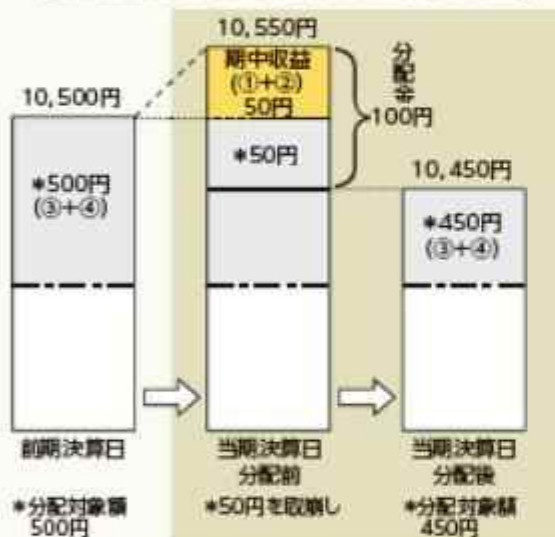 10,550円
10,500円
期中収益
(①+②)
50円
分配金
100円
*500円
(③+④)
*50円
10,450円
*450円
(③+④)
前期決算日
当期決算日
分配前
当期決算日
分配後
*分配対象額
500円
*50円を取崩し
*分配対象額
450円